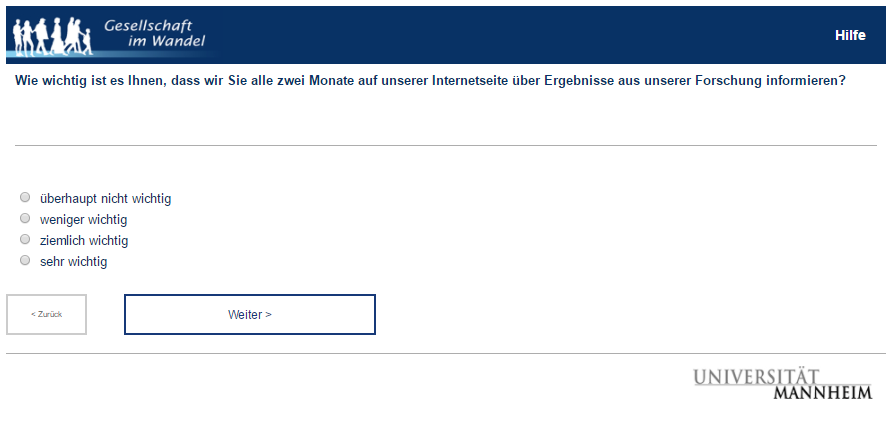 Gesellschaft
im Wandel
Hilfe
Wie wichtig ist es Ihnen, dass wir Sie alle zwei Monate auf unserer Internetseite über Ergebnisse aus unserer Forschung informieren?
überhaupt nicht wichtig
weniger wichtig
ziemlich wichtig
sehr wichtig
< Zurück
Weiter >
UNIVERSITÄT
MANNHEIM